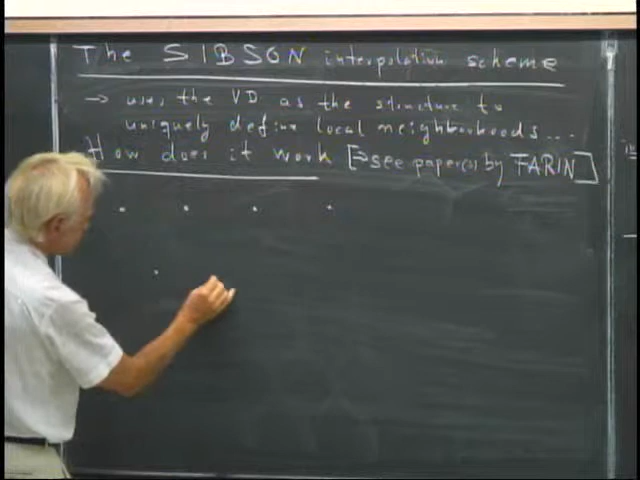 The SIBSON interpolation scheme
→ uses the VD as the structure to
uniquely define local neighborhoods....
How does it work [→see paper(s) by FARIN]